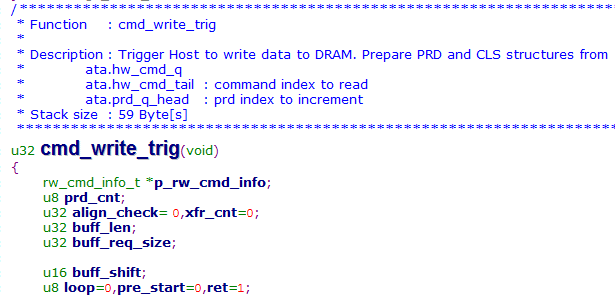 /*****************************************************************************
* Function : cmd_write_trig
*
* Description : Trigger Host to write data to DRAM. Prepare PRD and CLS structures from
* ata.hw_cmd_q
* ata.hw_cmd_tail : command index to read
* ata.prd_q_head : prd index to increment
* Stack size : 59 Byte[s]
*****************************************************************************
u32 cmd_write_trig(void)
{
rw_cmd_info_t *p_rw_cmd_info;
u8 prd_cnt;
u32 align_check= 0,xfr_cnt=0;
u32 buff_len;
u32 buff_req_size;
u16 buff_shift;
u8 loop=0,pre_start=0,ret=1;